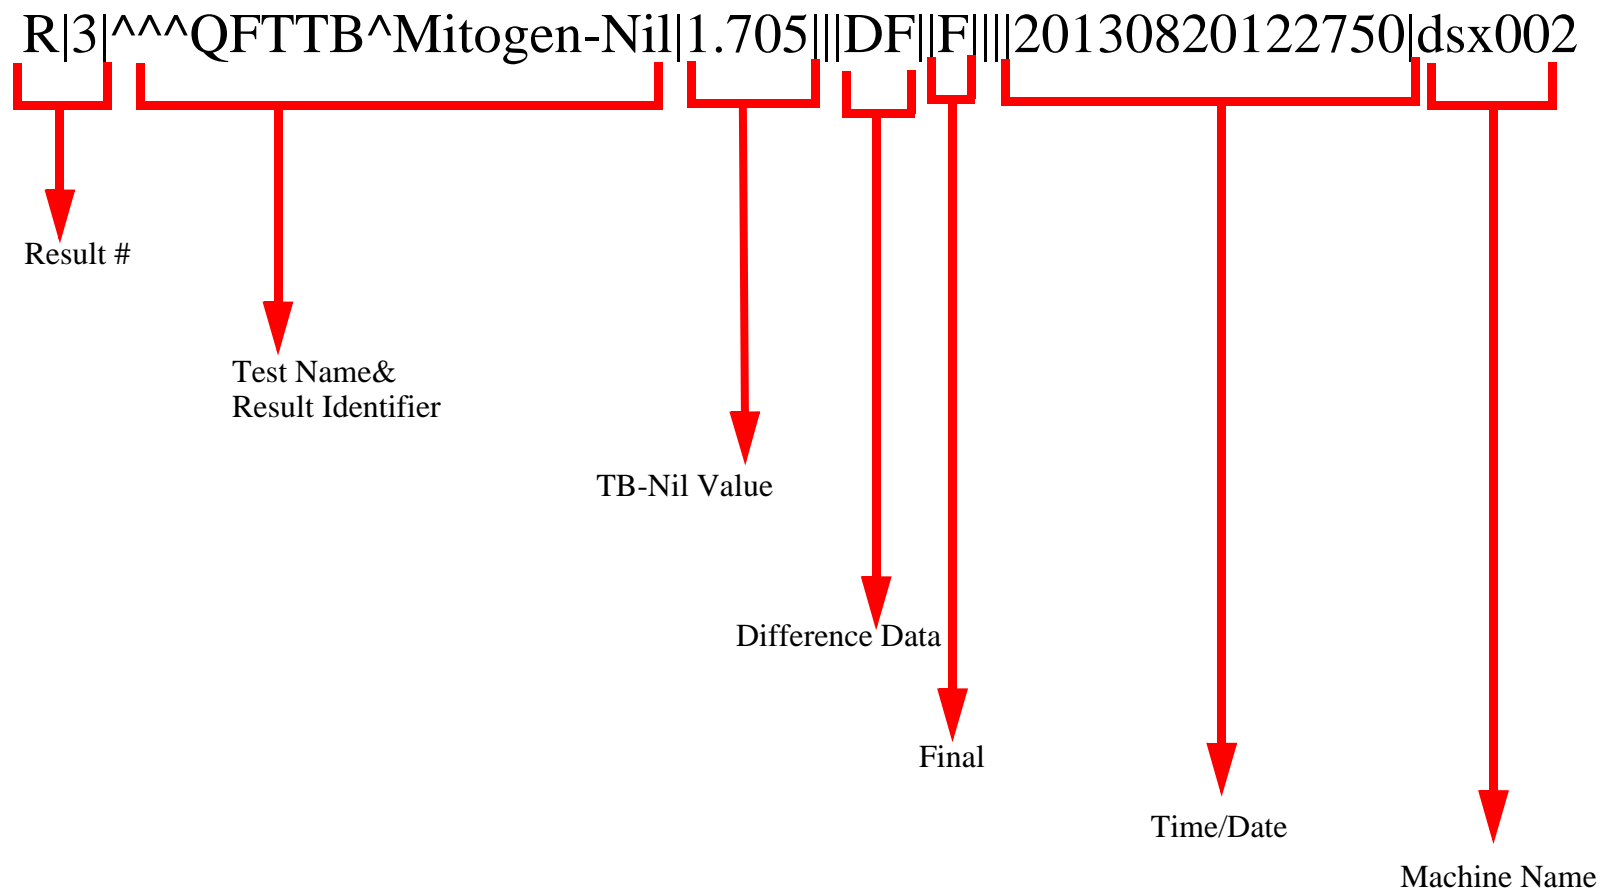 R|3|^^^QFTTB^Mitogen-Nil|1.705|||DF||F||||20130820122750|dsx002
Result #
Test Name&
Result Identifier
TB-Nil Value
Difference Data
Final
Time/Date
Machine Name